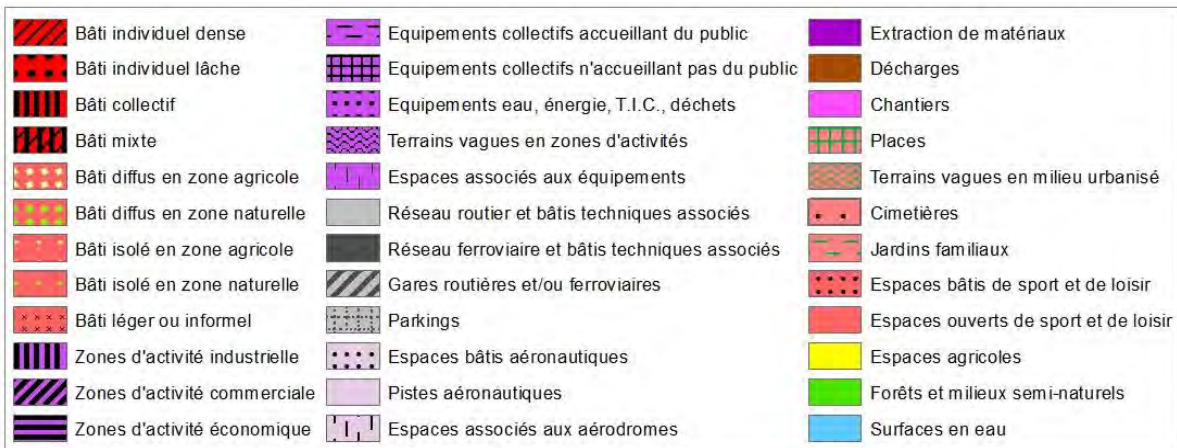 Bâti individuel dense
Bâti individuel lâche
Bâti collectif
Bâti mixte
Bâti diffus en zone agricole
Bâti diffus en zone naturelle
Bâti isolé en zone agricole
Bâti isolé en zone naturelle
Bâti léger ou informel
Zones d'activité industrielle
Zones d'activité commerciale
Zones d'activité économique
Equipements collectifs accueillant du public
Equipements collectifs n'accueillant pas du public
Equipements eau, énergie, T.I.C., déchets
Terrains vagues en zones d'activités
Espaces associés aux équipements
Réseau routier et bâtis techniques associés
Réseau ferroviaire et bâtis techniques associés
Gares routières et/ou ferroviaires
Parkings
Espaces bâtis aéronautiques
Pistes aéronautiques
Espaces associés aux aérodromes
Extraction de matériaux
Décharges
Chantiers
Places
Terrains vagues en milieu urbanisé
Cimetières
Jardins familiaux
Espaces bâtis de sport et de loisir
Espaces ouverts de sport et de loisir
Espaces agricoles
Forêts et milieux semi-naturels
Surfaces en eau